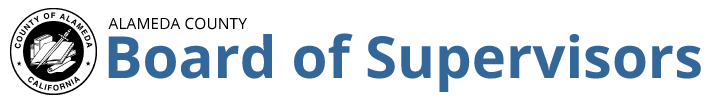 COUNTY OF ALAMEDA
CALIFORNIA
ALAMEDA COUNTY
Board of Supervisors